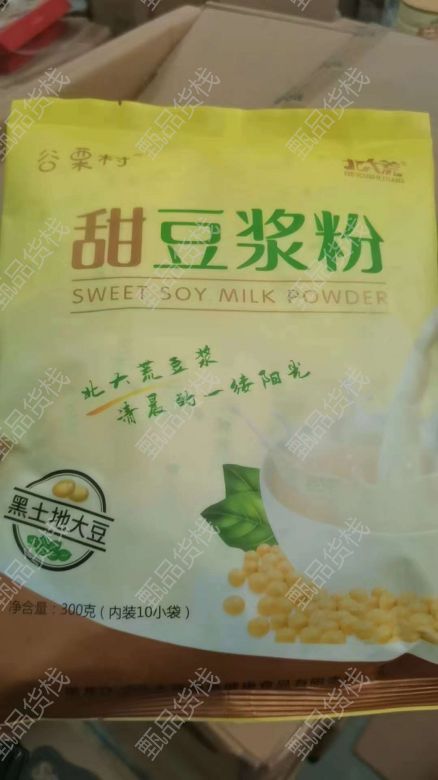 谷粟村
北大荒
甜豆浆粉
SWEET SOY MILK POWDER
北大荒豆浆
清晨的一缕阳光
黑土地大豆
净含量：300克（内装10小袋）
甄品货栈